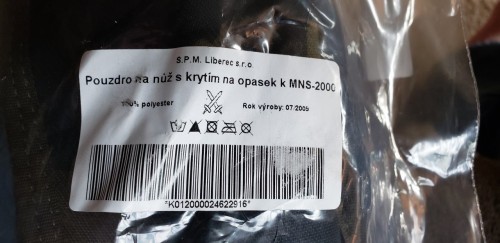 S.P.M. Liberec s.r.o.
Pouzdro na nůž s krytím na opasek k MNS-2000
100% polyester
Rok výroby: 07/2005
*K012000024622916*